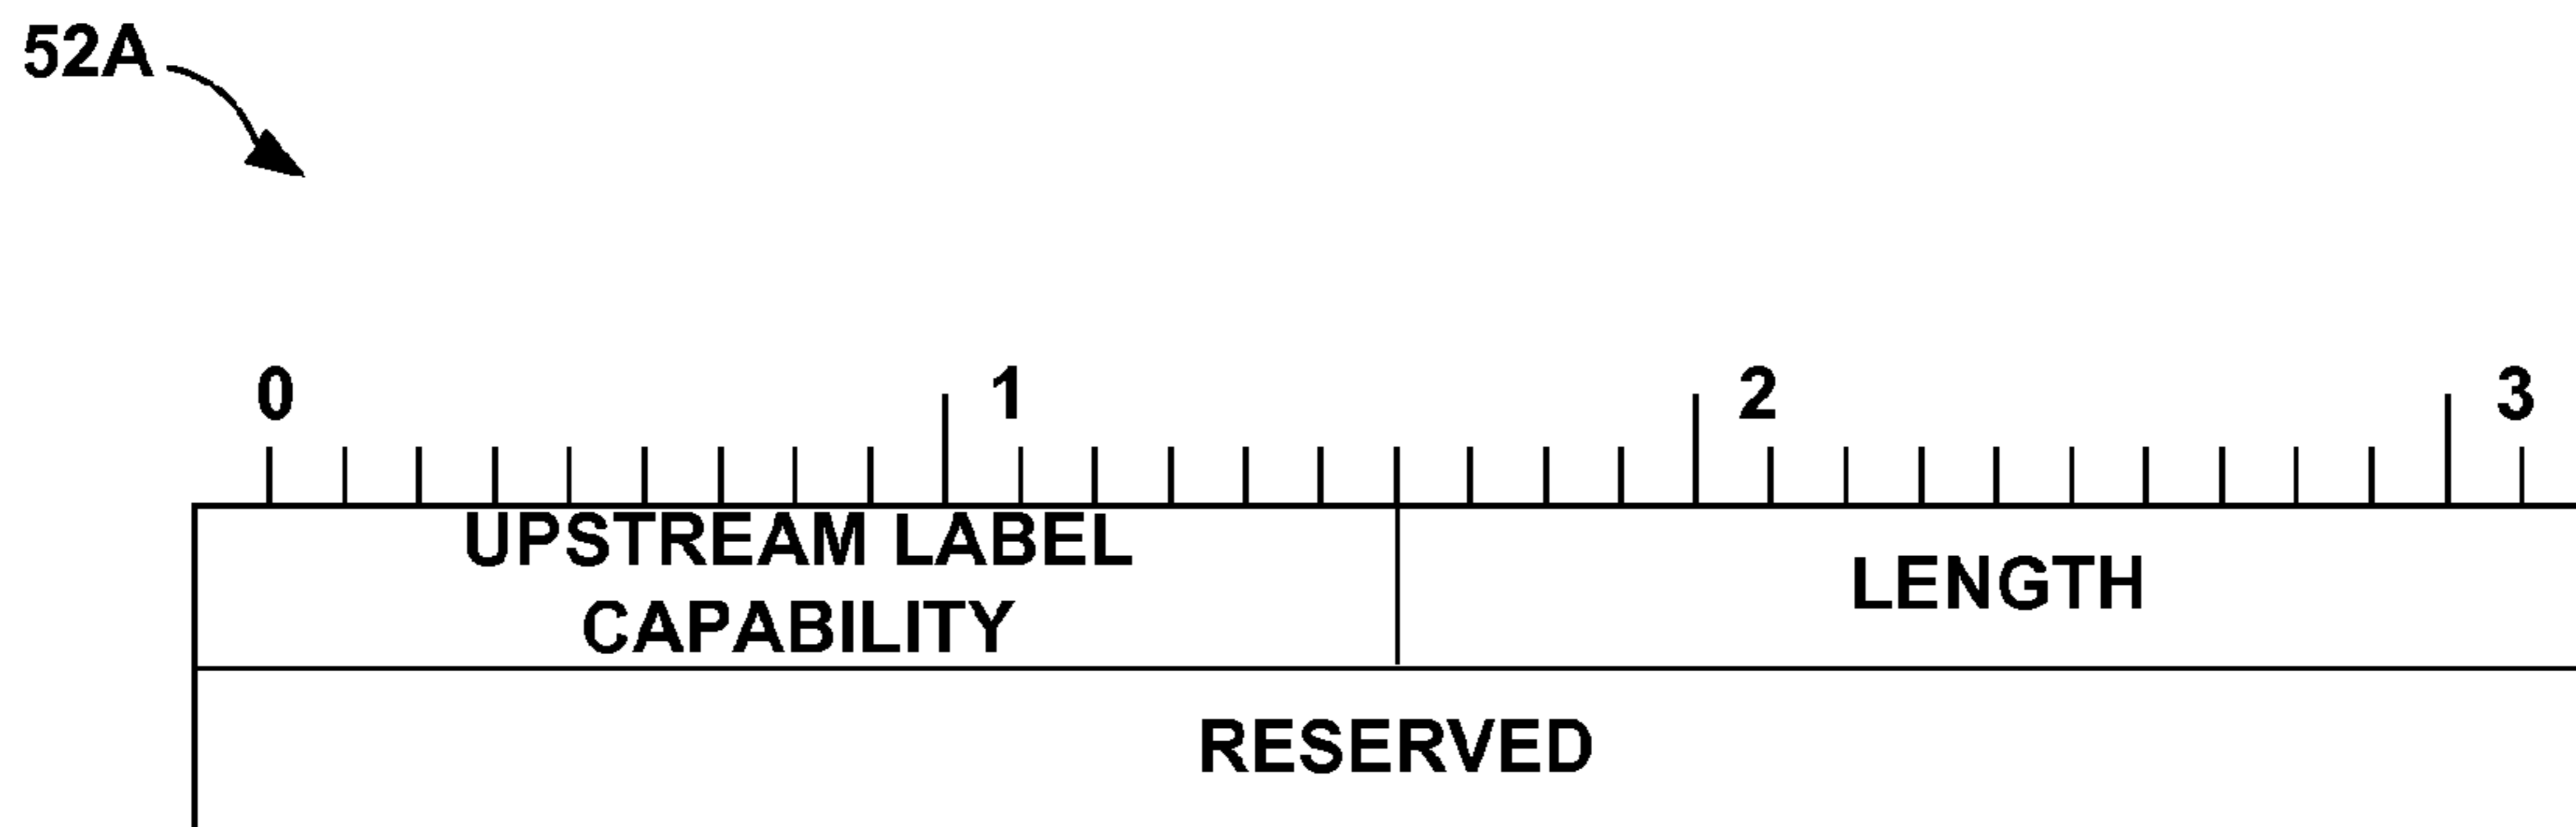 52A
0 1 2 3
UPSTREAM LABEL
CAPABILITY
LENGTH
RESERVED